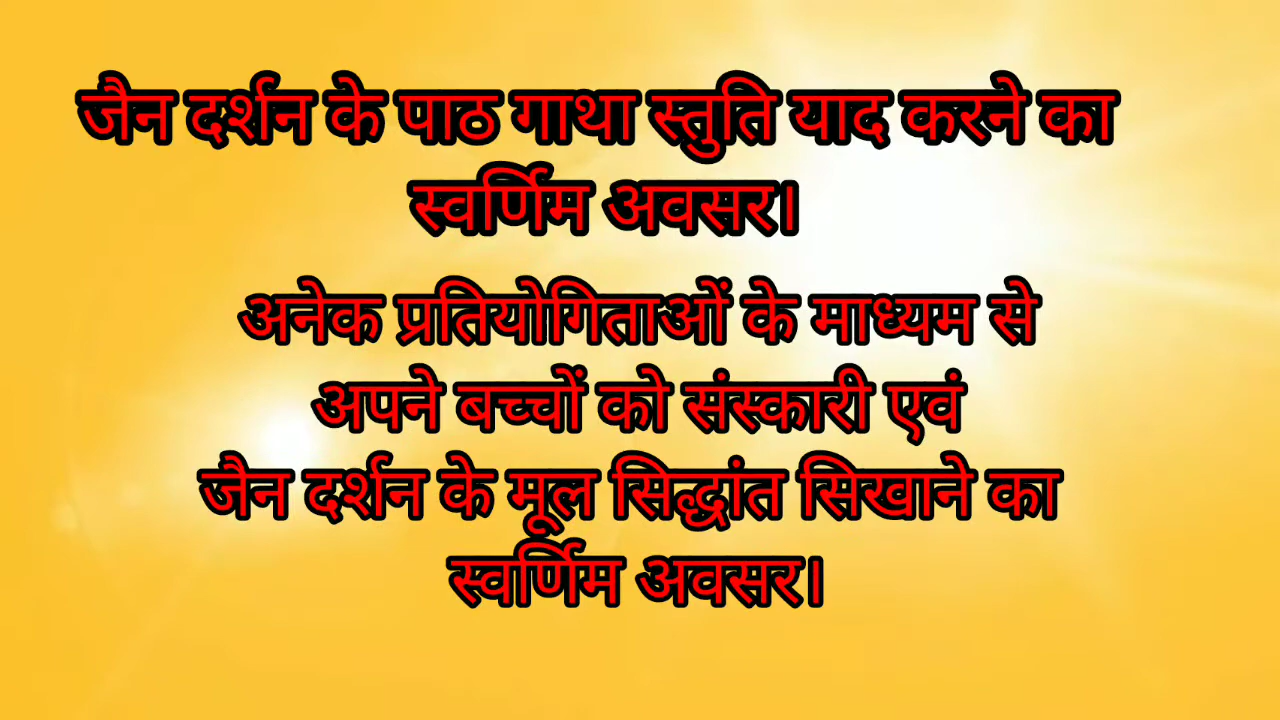 जैन दर्शन के पाठ गाथा स्तुति याद करने का
स्वर्णिम अवसर।
अनेक प्रतियोगिताओं के माध्यम से
अपने बच्चों को संस्कारी एवं
जैन दर्शन के मूल सिद्धांत सिखाने का
स्वर्णिम अवसर।